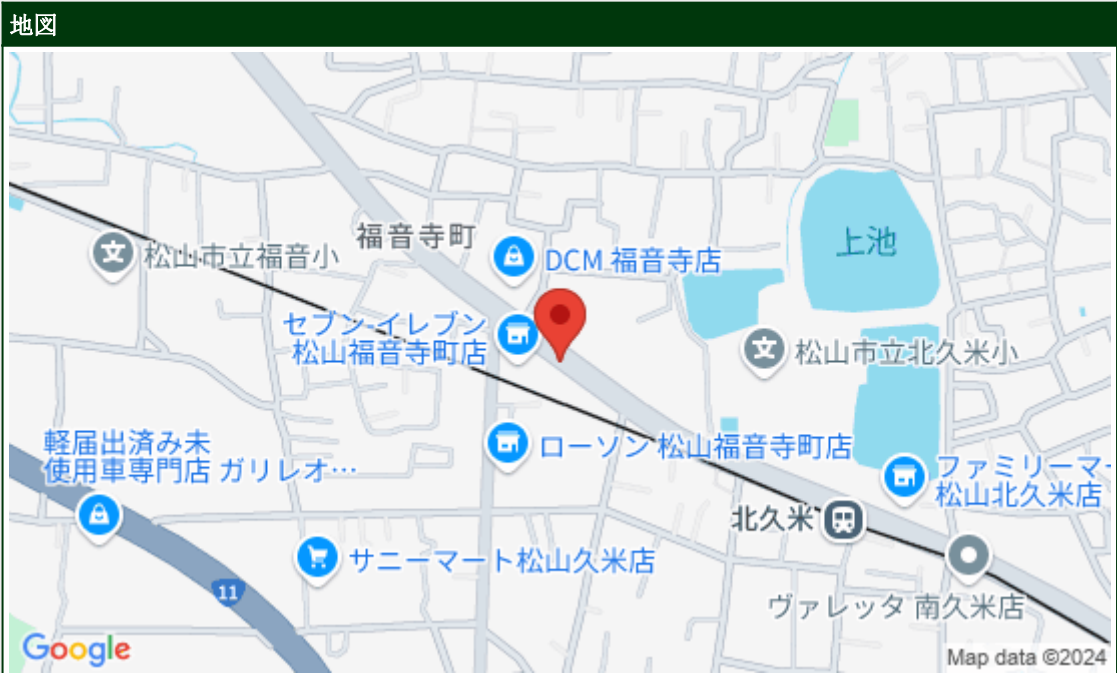 地図
上池
福音寺町
松山市立福音小
DCM 福音寺店
セブン-イレブン
松山福音寺町店
松山市立北久米小
軽届出済み未
使用車専門店 ガリレオ…
ローソン 松山福音寺町店
ファミリーマー
松山北久米店
北久米
サニーマート松山久米店
11
ヴァレッタ 南久米店
Google
Map data ©2024